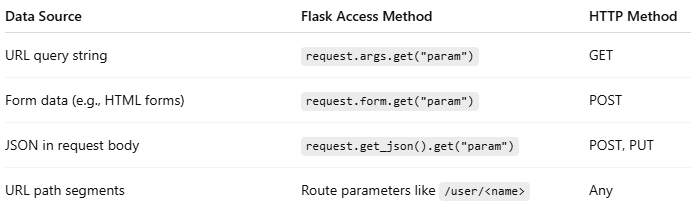 Data Source Flask Access Method HTTP Method
URL query string request.args.get("param") GET
Form data (e.g., HTML forms) request.form.get("param") POST
JSON in request body request.get_json().get("param") POST, PUT
URL path segments Route parameters like /user/<name> Any